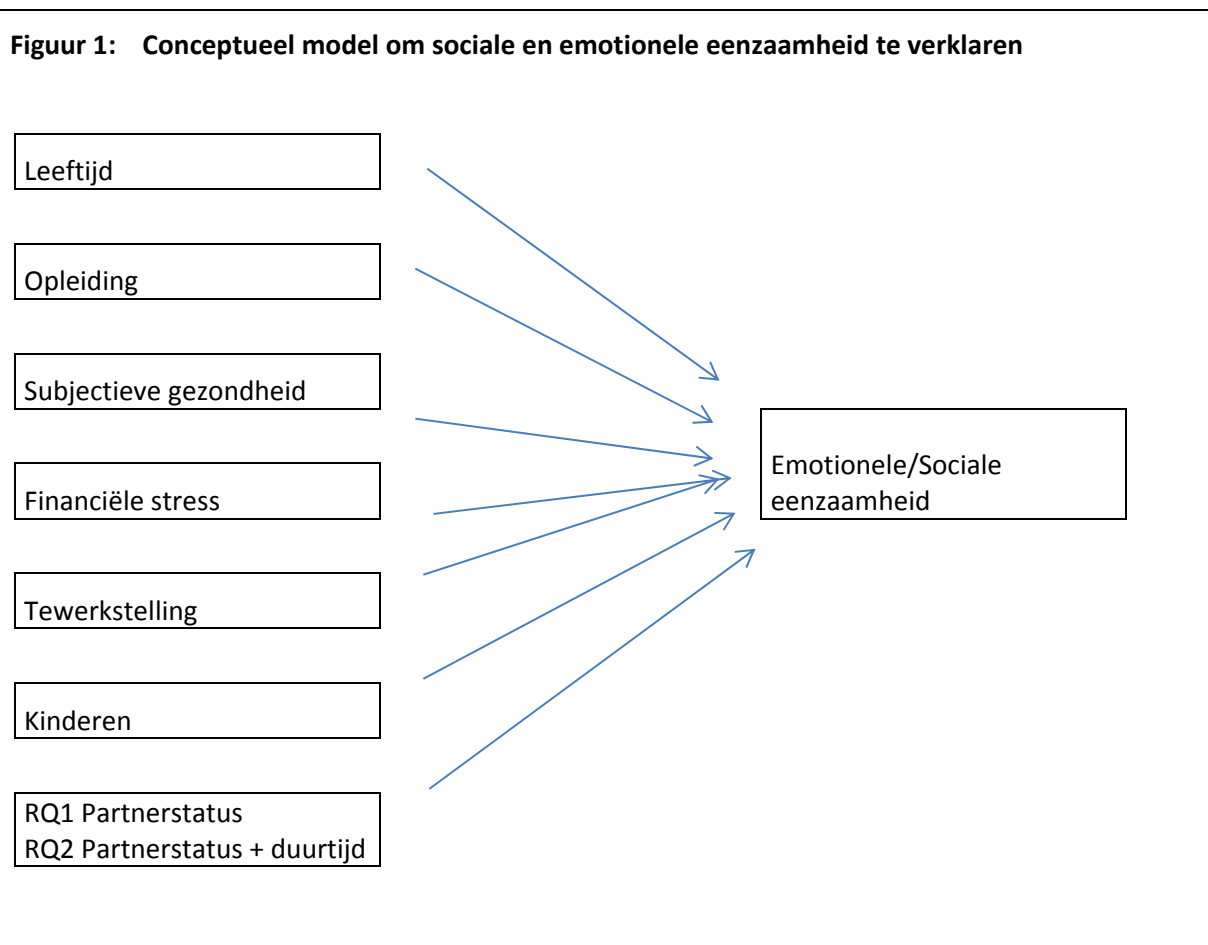 Figuur 1: Conceptueel model om sociale en emotionele eenzaamheid te verklaren
Leeftijd
Opleiding
Subjectieve gezondheid
Financiële stress
Tewerkstelling
Kinderen
RQ1 Partnerstatus
RQ2 Partnerstatus + duurtijd
Emotionele/Sociale
eenzaamheid